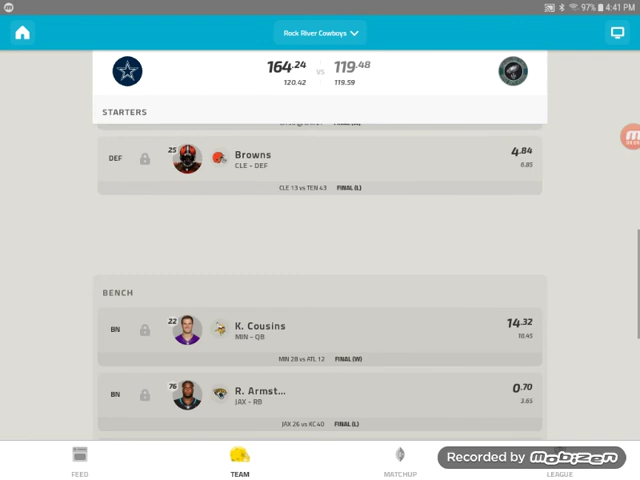 97% 4:41 PM
Rock River Cowboys
164.24 VS 119.48
120.42 119.59
STARTERS
25
DEF Browns 4.84
CLE - DEF 6.85
CLE 13 vs TEN 43 FINAL (L)
BENCH
22
BN K. Cousins 14.32
MIN - QB 18.45
MIN 28 vs ATL 12 FINAL (W)
76
BN R. Armst... 0.70
JAX - RB 3.65
JAX 26 vs KC 40 FINAL (L)
FEED TEAM MATCHUP LEAGUE
Recorded by MOBIZEN